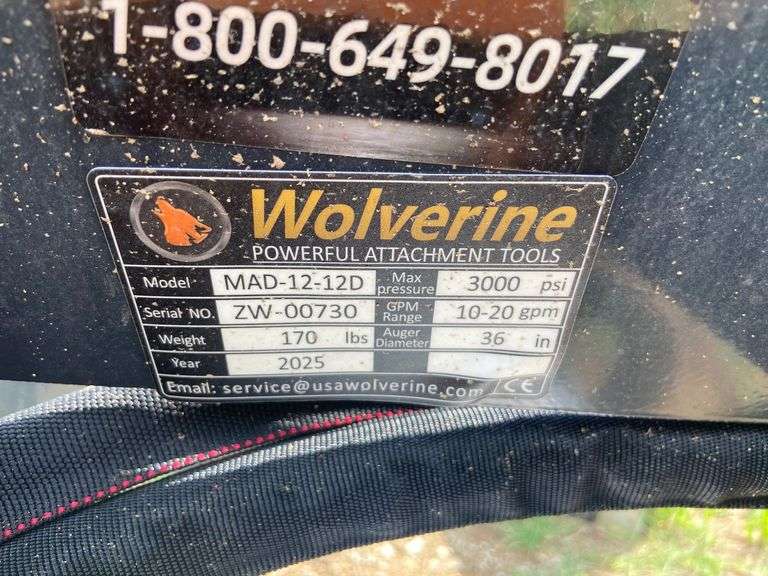 1-800-649-8017
Wolverine
POWERFUL ATTACHMENT TOOLS
Model MAD-12-12D Max pressure 3000 psi
Serial NO. ZW-00730 GPM Range 10-20 gpm
Weight 170 lbs Auger Diameter 36 in
Year 2025
Email: service@usawolverine.com CE